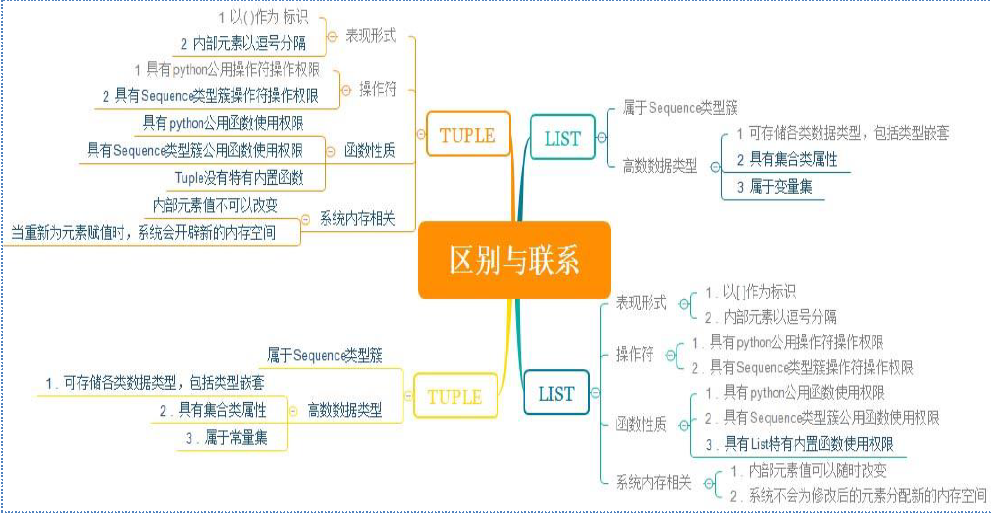 区别与联系
TUPLE
表现形式
1 以( )作为 标识
2 内部元素以逗号分隔
操作符
1 具有python公用操作符操作权限
2 具有Sequence类型簇操作符操作权限
函数性质
具有python公用函数使用权限
具有Sequence类型簇公用函数使用权限
Tuple没有特有内置函数
系统内存相关
内部元素值不可以改变
当重新为元素赋值时，系统会开辟新的内存空间
LIST
属于Sequence类型簇
高数数据类型
1 可存储各类数据类型，包括类型嵌套
2 具有集合类属性
3 属于变量集
TUPLE
属于Sequence类型簇
高数数据类型
1．可存储各类数据类型，包括类型嵌套
2．具有集合类属性
3．属于常量集
LIST
表现形式
1．以[ ]作为标识
2．内部元素以逗号分隔
操作符
1．具有python公用操作符操作权限
2．具有Sequence类型簇操作符操作权限
函数性质
1．具有python公用函数使用权限
2．具有Sequence类型簇公用函数使用权限
3．具有List特有内置函数使用权限
系统内存相关
1．内部元素值可以随时改变
2．系统不会为修改后的元素分配新的内存空间